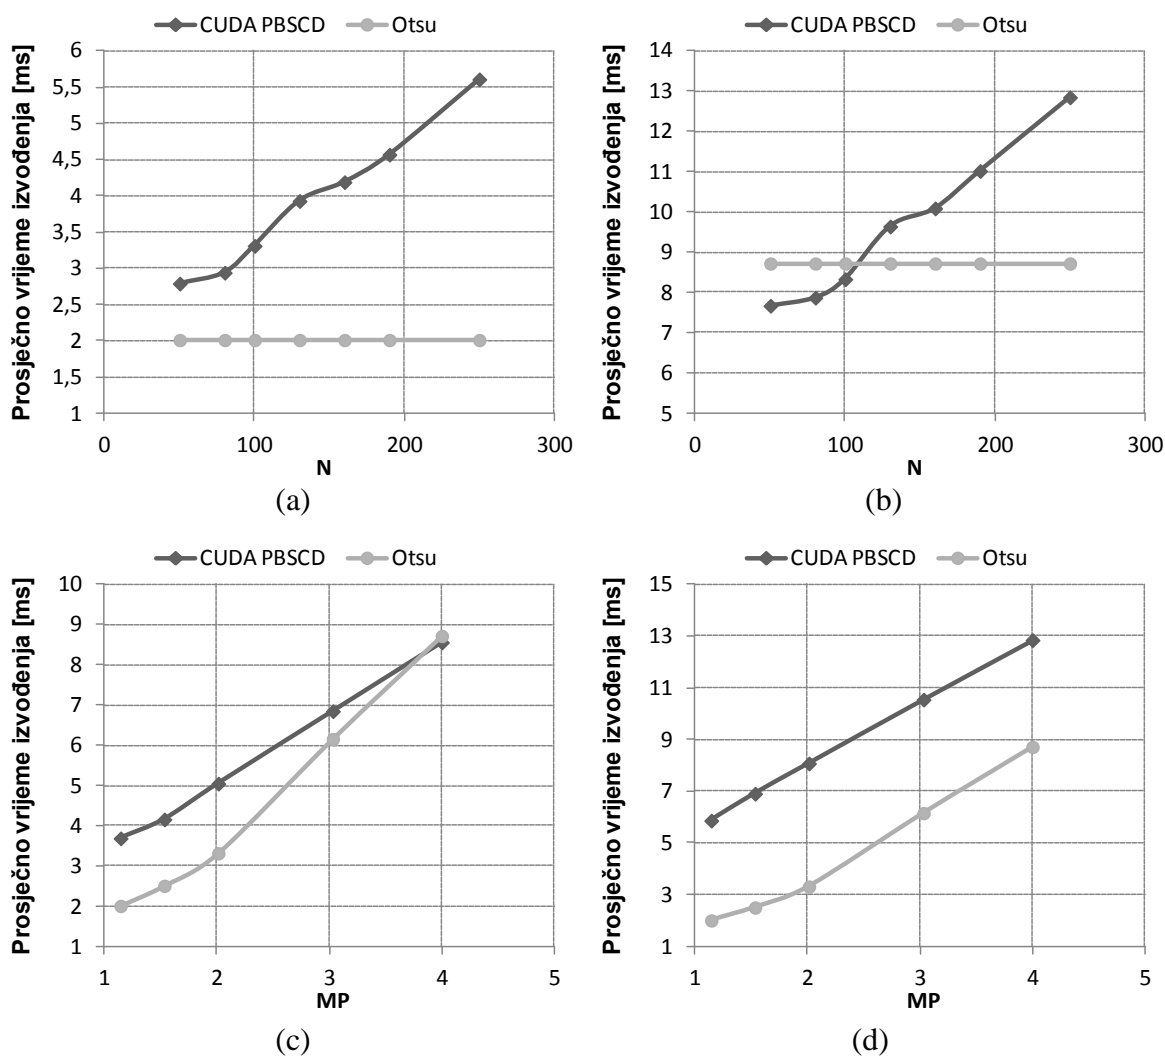 CUDA PBSCD Otsu
Prosječno vrijeme izvođenja [ms]
6
5,5
5
4,5
4
3,5
3
2,5
2
1,5
1
0 100 200 300
N
(a)
CUDA PBSCD Otsu
Prosječno vrijeme izvođenja [ms]
14
13
12
11
10
9
8
7
6
5
0 100 200 300
N
(b)
CUDA PBSCD Otsu
Prosječno vrijeme izvođenja [ms]
10
9
8
7
6
5
4
3
2
1
1 2 3 4 5
MP
(c)
CUDA PBSCD Otsu
Prosječno vrijeme izvođenja [ms]
15
13
11
9
7
5
3
1
1 2 3 4 5
MP
(d)